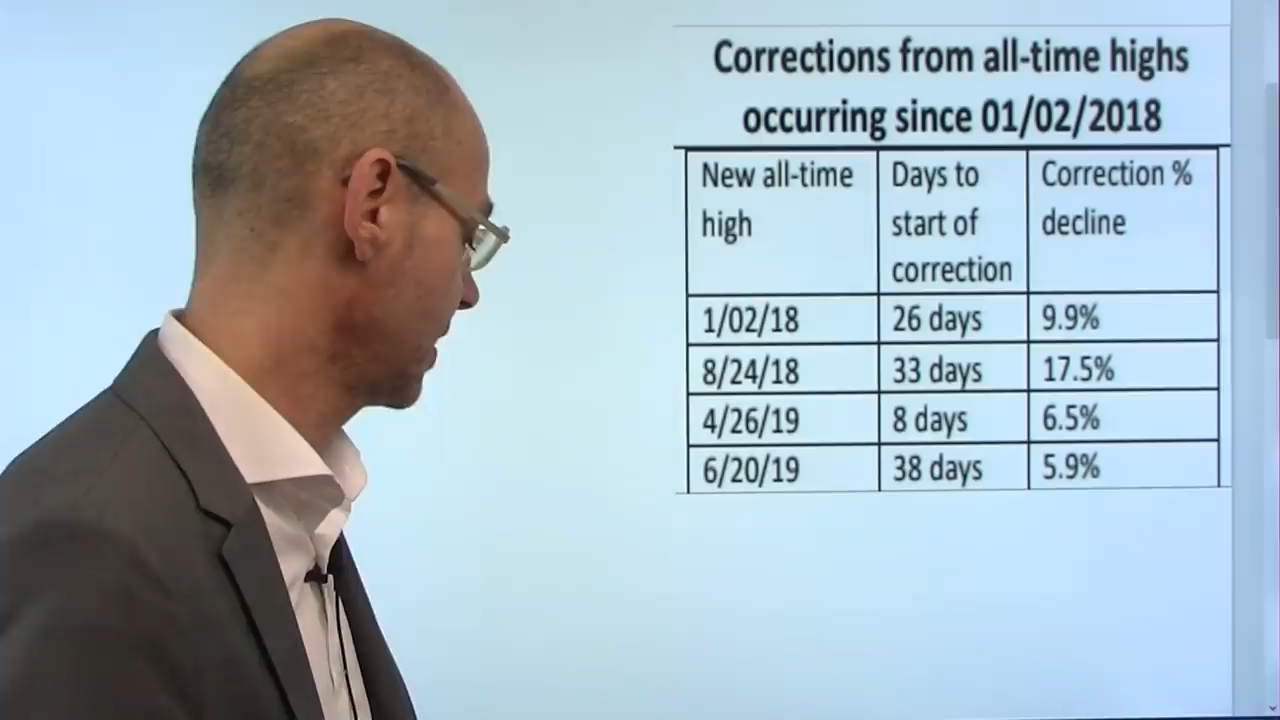 Corrections from all-time highs
occurring since 01/02/2018
New all-time high Days to start of correction Correction % decline
1/02/18 26 days 9.9%
8/24/18 33 days 17.5%
4/26/19 8 days 6.5%
6/20/19 38 days 5.9%